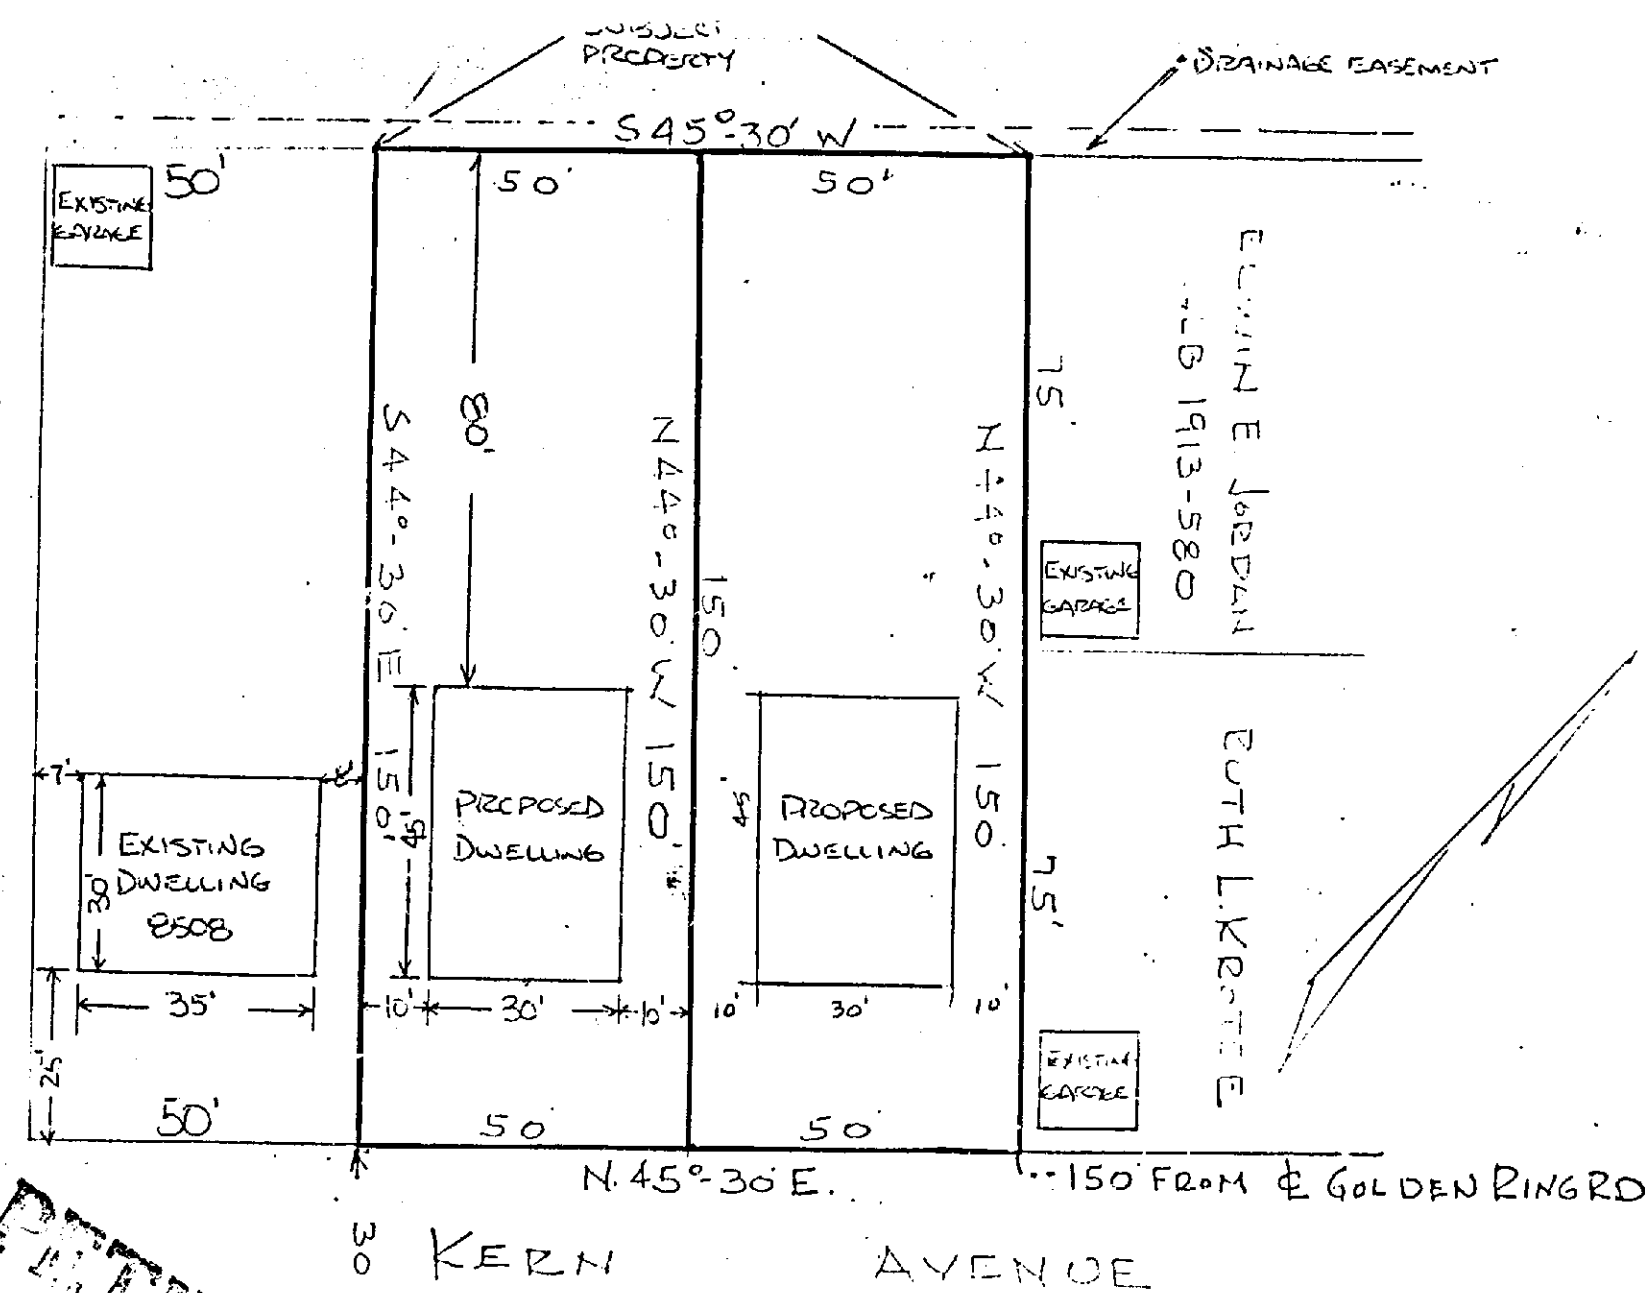 SUBJECT
PROPERTY
DRAINAGE EASEMENT
S 45°-30' W
50'
50'
50'
EXISTING
GARAGE
80'
S 44°-30' E 150'
N 44°-30' W 150'
150
N 44°-30' W 150'
75
75'
E JORDAN
1913-580
EXISTING
GARAGE
RUTH L.
7'
8'
EXISTING
DWELLING
8508
30'
35'
25'
45'
PROPOSED
DWELLING
45'
PROPOSED
DWELLING
10'
30'
10'
10'
30'
10'
EXISTING
GARAGE
50'
50'
50'
N. 45°-30' E.
150' FROM ℄ GOLDEN RING RD
30
KERN AVENUE